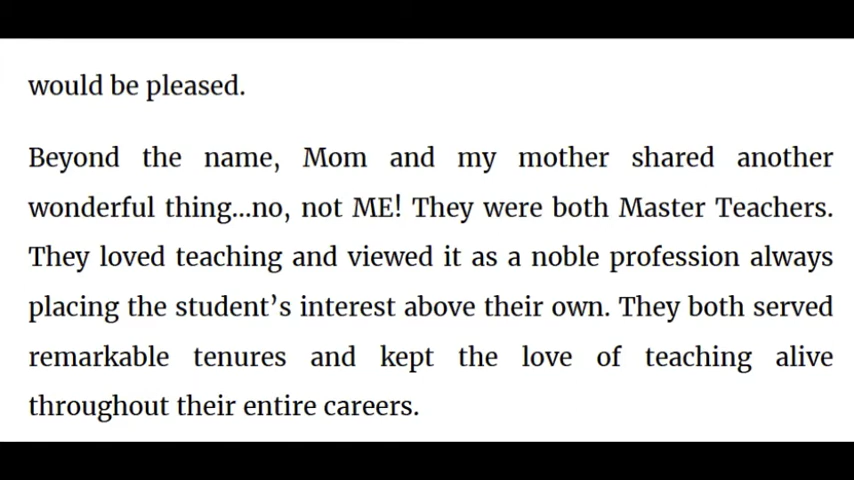 would be pleased.
Beyond the name, Mom and my mother shared another
wonderful thing...no, not ME! They were both Master Teachers.
They loved teaching and viewed it as a noble profession always
placing the student’s interest above their own. They both served
remarkable tenures and kept the love of teaching alive
throughout their entire careers.